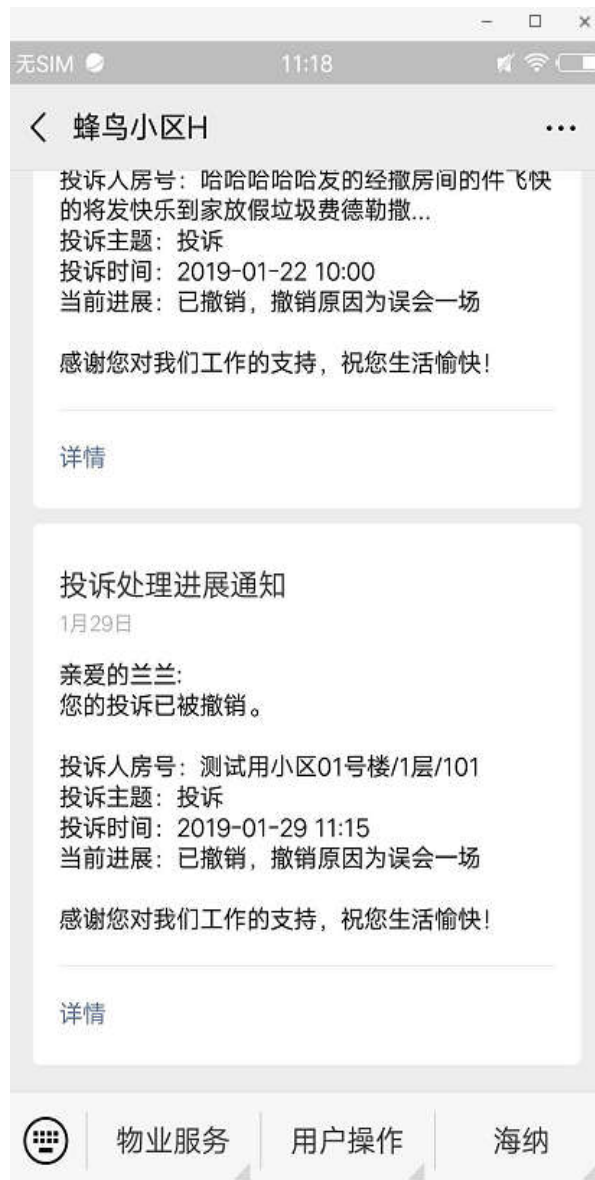 无SIM
11:18
蜂鸟小区H
投诉人房号：哈哈哈哈哈发的经撒房间的件飞快
的将发快乐到家放假垃圾费德勒撒...
投诉主题：投诉
投诉时间：2019-01-22 10:00
当前进展：已撤销，撤销原因为误会一场
感谢您对我们工作的支持，祝您生活愉快！
详情
投诉处理进展通知
1月29日
亲爱的兰兰:
您的投诉已被撤销。
投诉人房号：测试用小区01号楼/1层/101
投诉主题：投诉
投诉时间：2019-01-29 11:15
当前进展：已撤销，撤销原因为误会一场
感谢您对我们工作的支持，祝您生活愉快！
详情
物业服务
用户操作
海纳